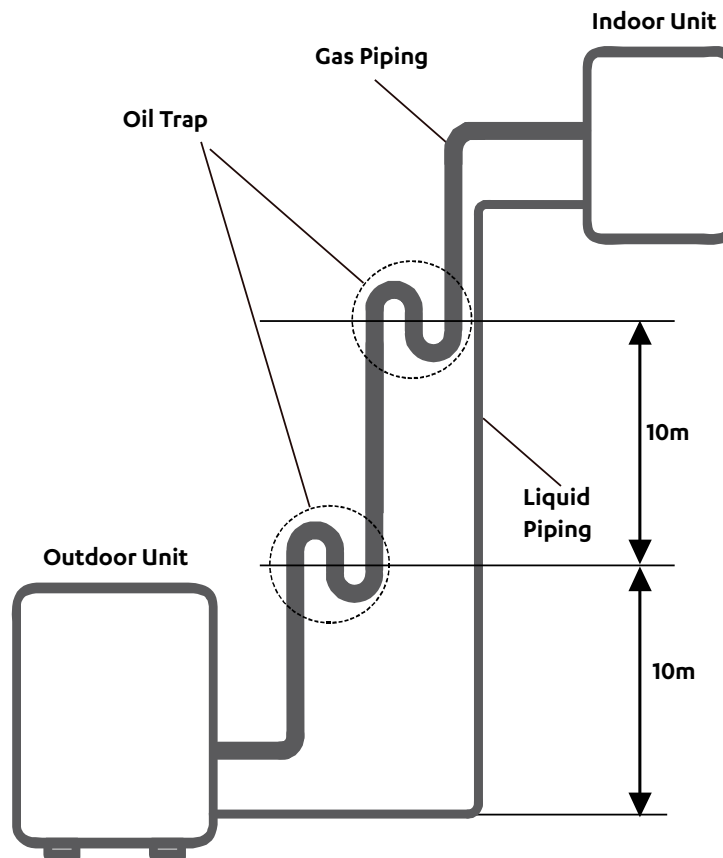 Indoor Unit
Gas Piping
Oil Trap
10m
Liquid
Piping
Outdoor Unit
10m